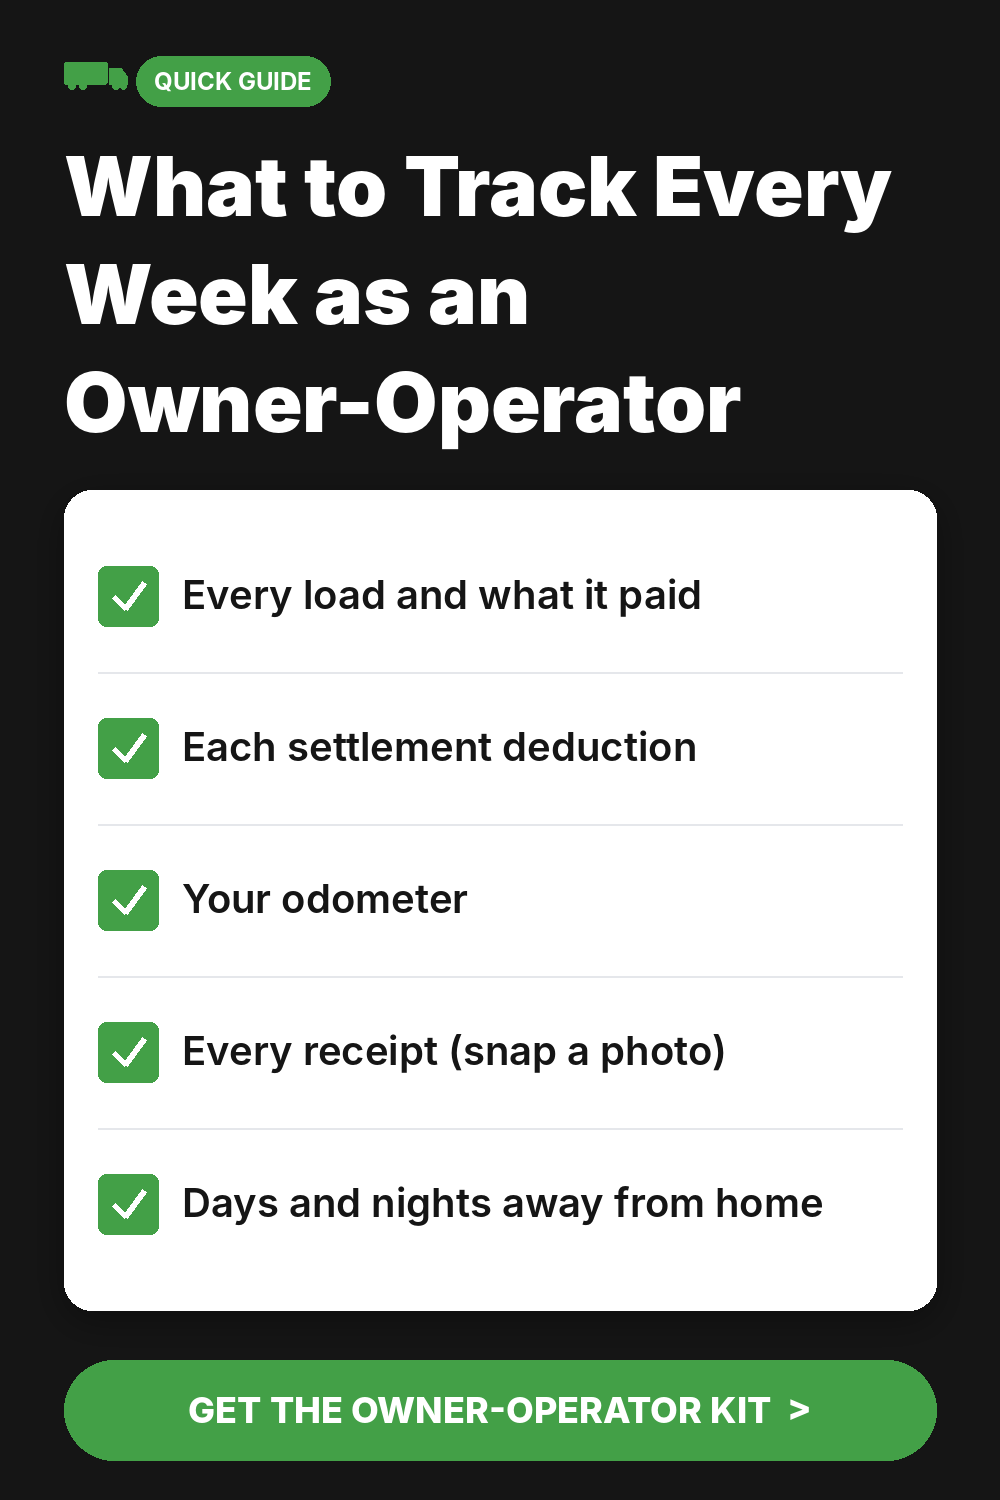 QUICK GUIDE
What to Track Every
Week as an
Owner-Operator
Every load and what it paid
Each settlement deduction
Your odometer
Every receipt (snap a photo)
Days and nights away from home
GET THE OWNER-OPERATOR KIT >